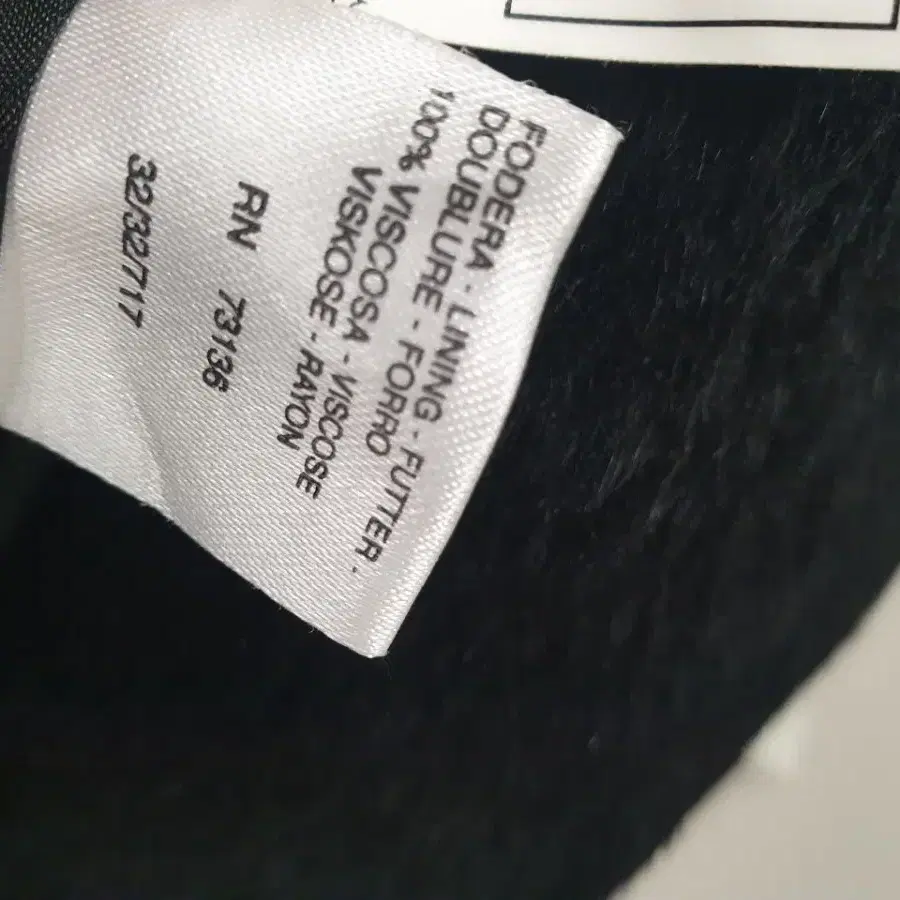 FODERA - LINING - FUTTER .
DOUBLURE - FORRO
100% VISCOSA - VISCOSE
VISKOSE - RAYON
RN 73136
32/32/717